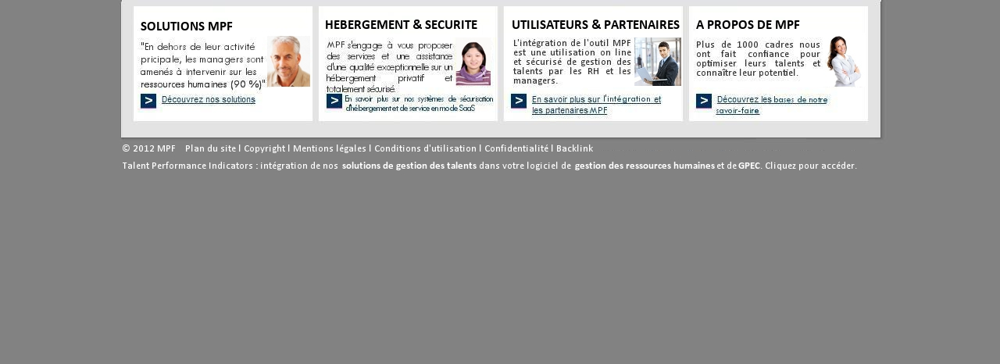 SOLUTIONS MPF
"En dehors de leur activité
pricipale, les managers sont
amenés à intervenir sur les
ressources humaines (90 %)"
> Découvrez nos solutions
HEBERGEMENT & SECURITE
MPF s'engage à vous proposer
des services et une assistance
d'une qualité exceptionnelle sur un
hébergement privatif et
totalement sécurisé.
> En savoir plus sur nos systèmes de sécurisation
d'hébergement et de service en mode SaaS
UTILISATEURS & PARTENAIRES
L'intégration de l'outil MPF
est une utilisation on line
et sécurisé de gestion des
talents par les RH et les
managers.
> En savoir plus sur l'intégration et
les partenaires MPF
A PROPOS DE MPF
Plus de 1000 cadres nous
ont fait confiance pour
optimiser leurs talents et
connaître leur potentiel.
> Découvrez les bases de notre
savoir-faire
© 2012 MPF Plan du site l Copyright l Mentions légales l Conditions d'utilisation l Confidentialité l Backlink
Talent Performance Indicators : intégration de nos solutions de gestion des talents dans votre logiciel de gestion des ressources humaines et de GPEC. Cliquez pour accéder.